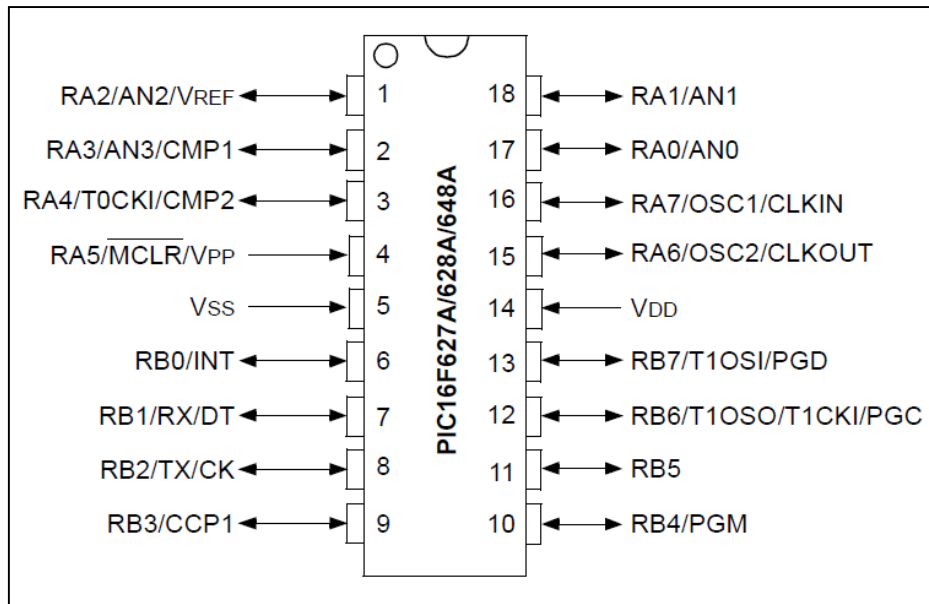 RA2/AN2/VREF 1 18 RA1/AN1
RA3/AN3/CMP1 2 17 RA0/AN0
RA4/T0CKI/CMP2 3 16 RA7/OSC1/CLKIN
RA5/MCLR/VPP 4 15 RA6/OSC2/CLKOUT
VSS 5 14 VDD
RB0/INT 6 13 RB7/T1OSI/PGD
RB1/RX/DT 7 12 RB6/T1OSO/T1CKI/PGC
RB2/TX/CK 8 11 RB5
RB3/CCP1 9 10 RB4/PGM
PIC16F627A/628A/648A